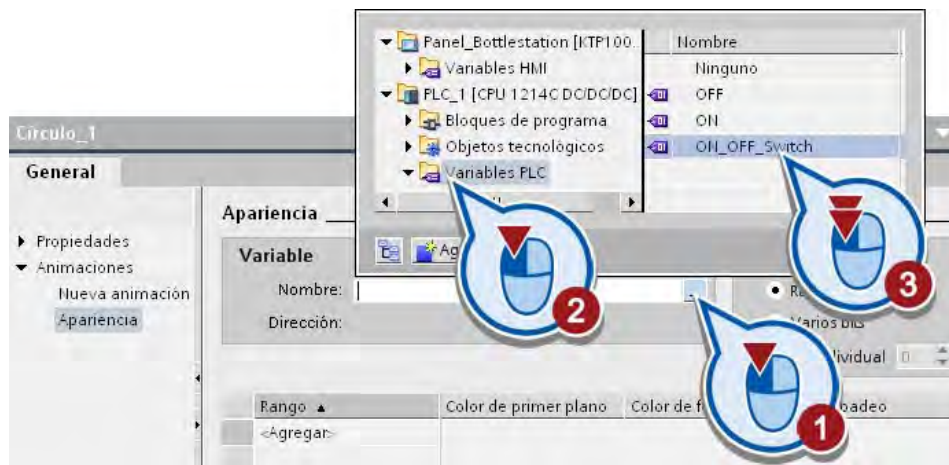 Panel_Bottlestation [KTP100...
Variables HMI
PLC_1 [CPU 1214C DC/DC/DC]
Bloques de programa
Objetos tecnológicos
Variables PLC
Nombre
Ninguno
OFF
ON
ON_OFF_Switch
Círculo_1
General
Propiedades
Animaciones
Nueva animación
Apariencia
Apariencia
Variable
Nombre:
Dirección:
Varios bits
Rango
Color de primer plano
Color de
<Agregar>
0
1
2
3